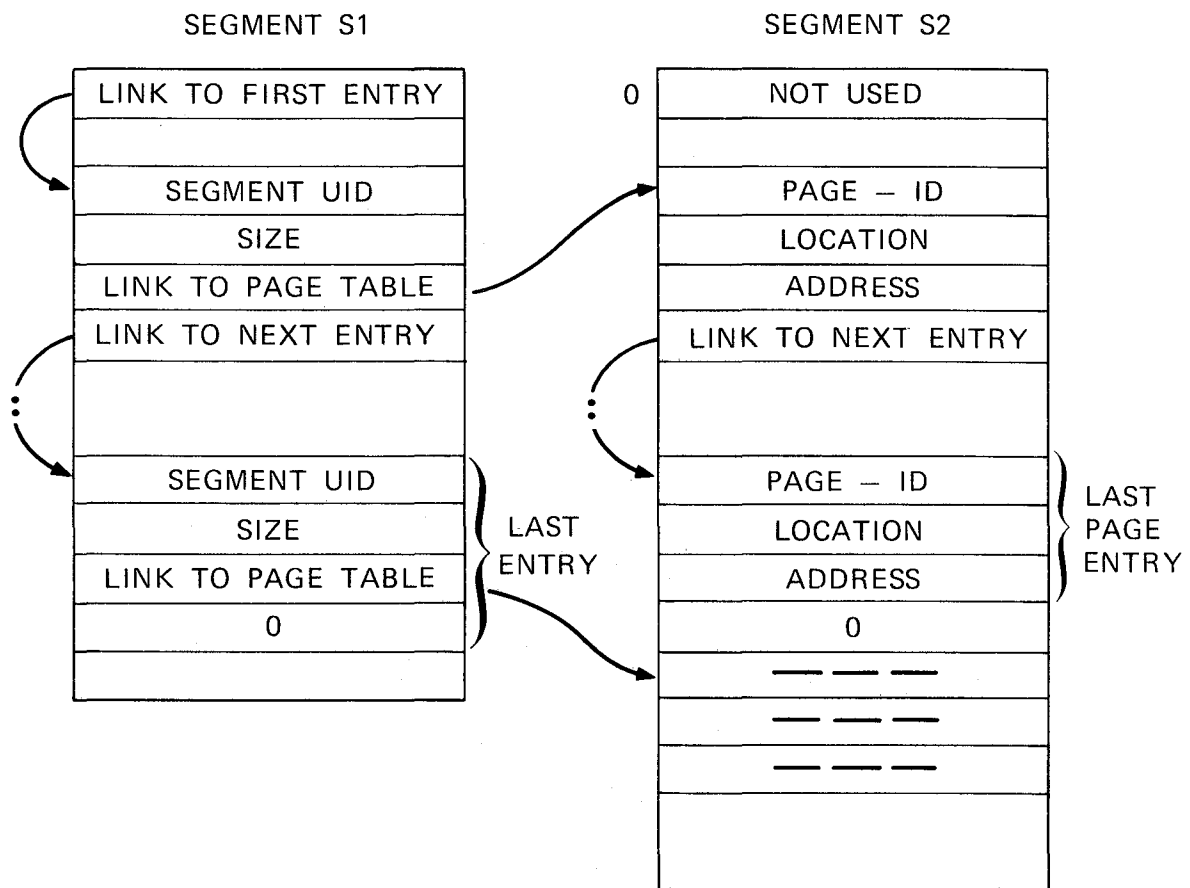 SEGMENT S1
LINK TO FIRST ENTRY
SEGMENT UID
SIZE
LINK TO PAGE TABLE
LINK TO NEXT ENTRY
SEGMENT UID
SIZE
LINK TO PAGE TABLE
0
LAST
ENTRY
SEGMENT S2
0
NOT USED
PAGE – ID
LOCATION
ADDRESS
LINK TO NEXT ENTRY
PAGE – ID
LOCATION
ADDRESS
0
LAST
PAGE
ENTRY